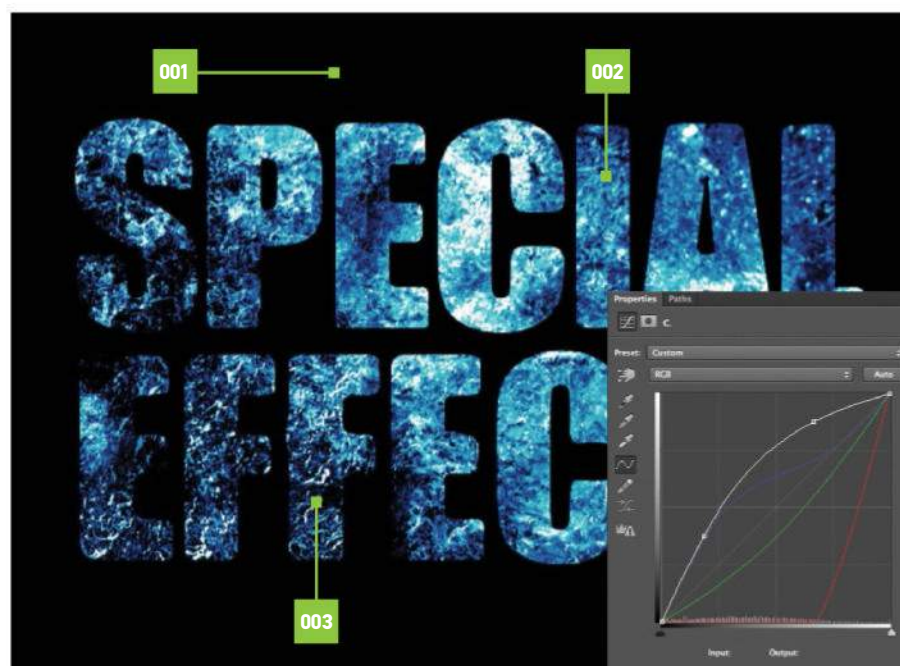 001
002
SPECIAL
EFFEC
003
Properties Paths
C.
Preset: Custom
RGB Auto
Input: Output: